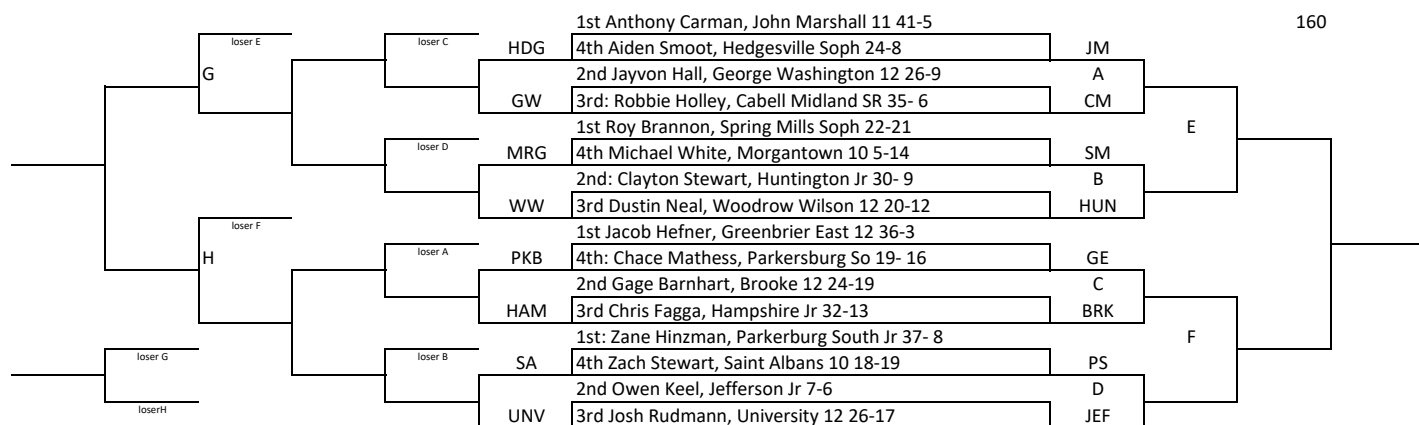 1st Anthony Carman, John Marshall 11 41-5 160
loser E loser C HDG 4th Aiden Smoot, Hedgesville Soph 24-8 JM
G 2nd Jayvon Hall, George Washington 12 26-9 A
GW 3rd: Robbie Holley, Cabell Midland SR 35- 6 CM
1st Roy Brannon, Spring Mills Soph 22-21 E
loser D MRG 4th Michael White, Morgantown 10 5-14 SM
2nd: Clayton Stewart, Huntington Jr 30- 9 B
WW 3rd Dustin Neal, Woodrow Wilson 12 20-12 HUN
loser F 1st Jacob Hefner, Greenbrier East 12 36-3
H loser A PKB 4th: Chace Mathess, Parkersburg So 19- 16 GE
2nd Gage Barnhart, Brooke 12 24-19 C
HAM 3rd Chris Fagga, Hampshire Jr 32-13 BRK
1st: Zane Hinzman, Parkerburg South Jr 37- 8 F
loser G loser B SA 4th Zach Stewart, Saint Albans 10 18-19 PS
2nd Owen Keel, Jefferson Jr 7-6 D
loserH UNV 3rd Josh Rudmann, University 12 26-17 JEF